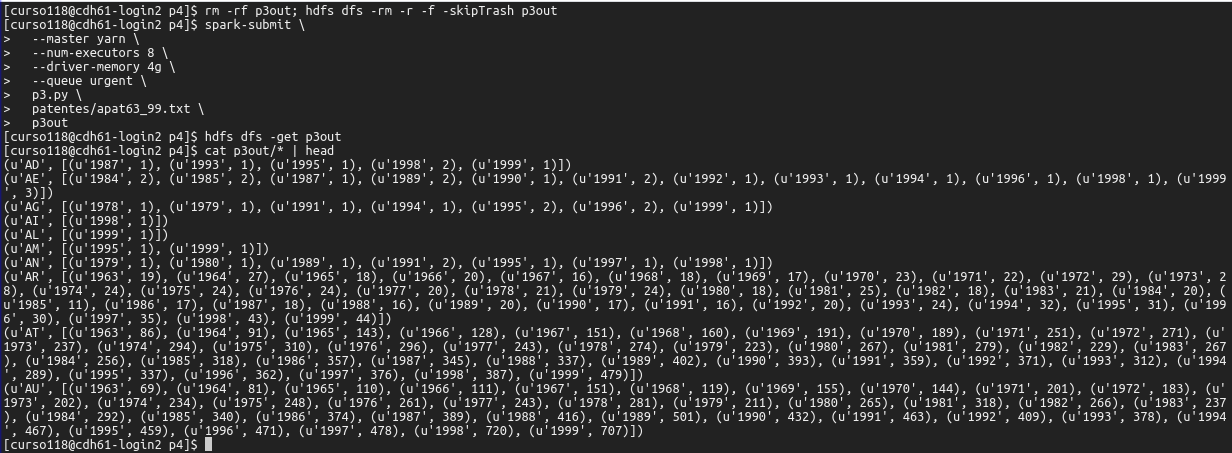 [curso118@cdh61-login2 p4]$ rm -rf p3out; hdfs dfs -rm -r -f -skipTrash p3out
[curso118@cdh61-login2 p4]$ spark-submit \
>   --master yarn \
>   --num-executors 8 \
>   --driver-memory 4g \
>   --queue urgent \
>   p3.py \
>   patentes/apat63_99.txt \
>   p3out
[curso118@cdh61-login2 p4]$ hdfs dfs -get p3out
[curso118@cdh61-login2 p4]$ cat p3out/* | head
(u'AD', [(u'1987', 1), (u'1993', 1), (u'1995', 1), (u'1998', 2), (u'1999', 1)])
(u'AE', [(u'1984', 2), (u'1985', 2), (u'1987', 1), (u'1989', 2), (u'1990', 1), (u'1991', 2), (u'1992', 1), (u'1993', 1), (u'1994', 1), (u'1996', 1), (u'1998', 1), (u'1999
', 3)])
(u'AG', [(u'1978', 1), (u'1979', 1), (u'1991', 1), (u'1994', 1), (u'1995', 2), (u'1996', 2), (u'1999', 1)])
(u'AI', [(u'1998', 1)])
(u'AL', [(u'1999', 1)])
(u'AM', [(u'1995', 1), (u'1999', 1)])
(u'AN', [(u'1979', 1), (u'1980', 1), (u'1989', 1), (u'1991', 2), (u'1995', 1), (u'1997', 1), (u'1998', 1)])
(u'AR', [(u'1963', 19), (u'1964', 27), (u'1965', 18), (u'1966', 20), (u'1967', 16), (u'1968', 18), (u'1969', 17), (u'1970', 23), (u'1971', 22), (u'1972', 29), (u'1973', 2
8), (u'1974', 24), (u'1975', 24), (u'1976', 24), (u'1977', 20), (u'1978', 21), (u'1979', 24), (u'1980', 18), (u'1981', 25), (u'1982', 18), (u'1983', 21), (u'1984', 20), (
u'1985', 11), (u'1986', 17), (u'1987', 18), (u'1988', 16), (u'1989', 20), (u'1990', 17), (u'1991', 16), (u'1992', 20), (u'1993', 24), (u'1994', 32), (u'1995', 31), (u'199
6', 30), (u'1997', 35), (u'1998', 43), (u'1999', 44)])
(u'AT', [(u'1963', 86), (u'1964', 91), (u'1965', 143), (u'1966', 128), (u'1967', 151), (u'1968', 160), (u'1969', 191), (u'1970', 189), (u'1971', 251), (u'1972', 271), (u'
1973', 237), (u'1974', 294), (u'1975', 310), (u'1976', 296), (u'1977', 243), (u'1978', 274), (u'1979', 223), (u'1980', 267), (u'1981', 279), (u'1982', 229), (u'1983', 267
), (u'1984', 256), (u'1985', 318), (u'1986', 357), (u'1987', 345), (u'1988', 337), (u'1989', 402), (u'1990', 393), (u'1991', 359), (u'1992', 371), (u'1993', 312), (u'1994
', 289), (u'1995', 337), (u'1996', 362), (u'1997', 376), (u'1998', 387), (u'1999', 479)])
(u'AU', [(u'1963', 69), (u'1964', 81), (u'1965', 110), (u'1966', 111), (u'1967', 151), (u'1968', 119), (u'1969', 155), (u'1970', 144), (u'1971', 201), (u'1972', 183), (u'
1973', 202), (u'1974', 234), (u'1975', 248), (u'1976', 261), (u'1977', 243), (u'1978', 281), (u'1979', 211), (u'1980', 265), (u'1981', 318), (u'1982', 266), (u'1983', 237
), (u'1984', 292), (u'1985', 340), (u'1986', 374), (u'1987', 389), (u'1988', 416), (u'1989', 501), (u'1990', 432), (u'1991', 463), (u'1992', 409), (u'1993', 378), (u'1994
', 467), (u'1995', 459), (u'1996', 471), (u'1997', 478), (u'1998', 720), (u'1999', 707)])
[curso118@cdh61-login2 p4]$